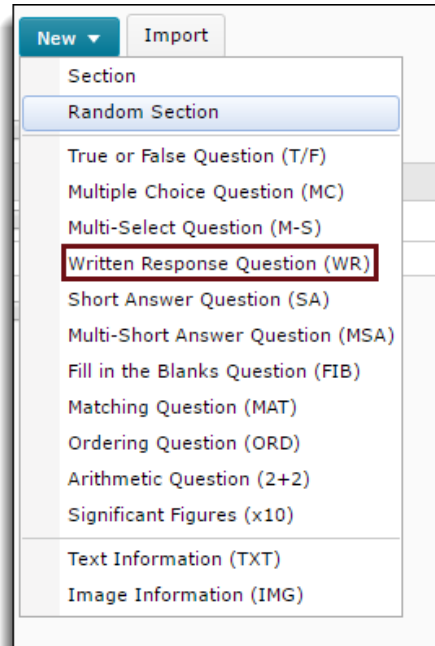 New Import
Section
Random Section
True or False Question (T/F)
Multiple Choice Question (MC)
Multi-Select Question (M-S)
Written Response Question (WR)
Short Answer Question (SA)
Multi-Short Answer Question (MSA)
Fill in the Blanks Question (FIB)
Matching Question (MAT)
Ordering Question (ORD)
Arithmetic Question (2+2)
Significant Figures (x10)
Text Information (TXT)
Image Information (IMG)